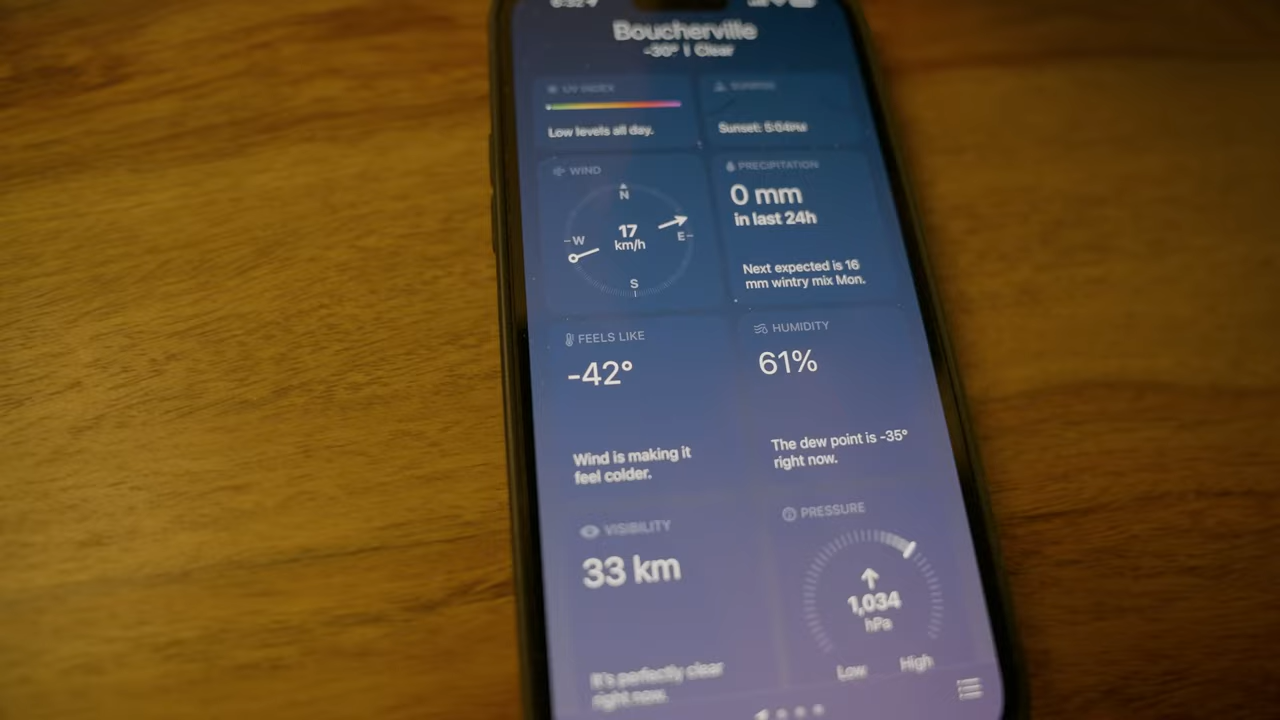 Boucherville
-30° | Clear
UV INDEX
Low levels all day.
Sunset: 5:04PM
WIND
N
W
17
km/h
E
S
PRECIPITATION
0 mm
in last 24h
Next expected is 16
mm wintry mix Mon.
FEELS LIKE
-42°
Wind is making it
feel colder.
HUMIDITY
61%
The dew point is -35°
right now.
VISIBILITY
33 km
It's perfectly clear
right now.
PRESSURE
1,034
hPa
Low
High